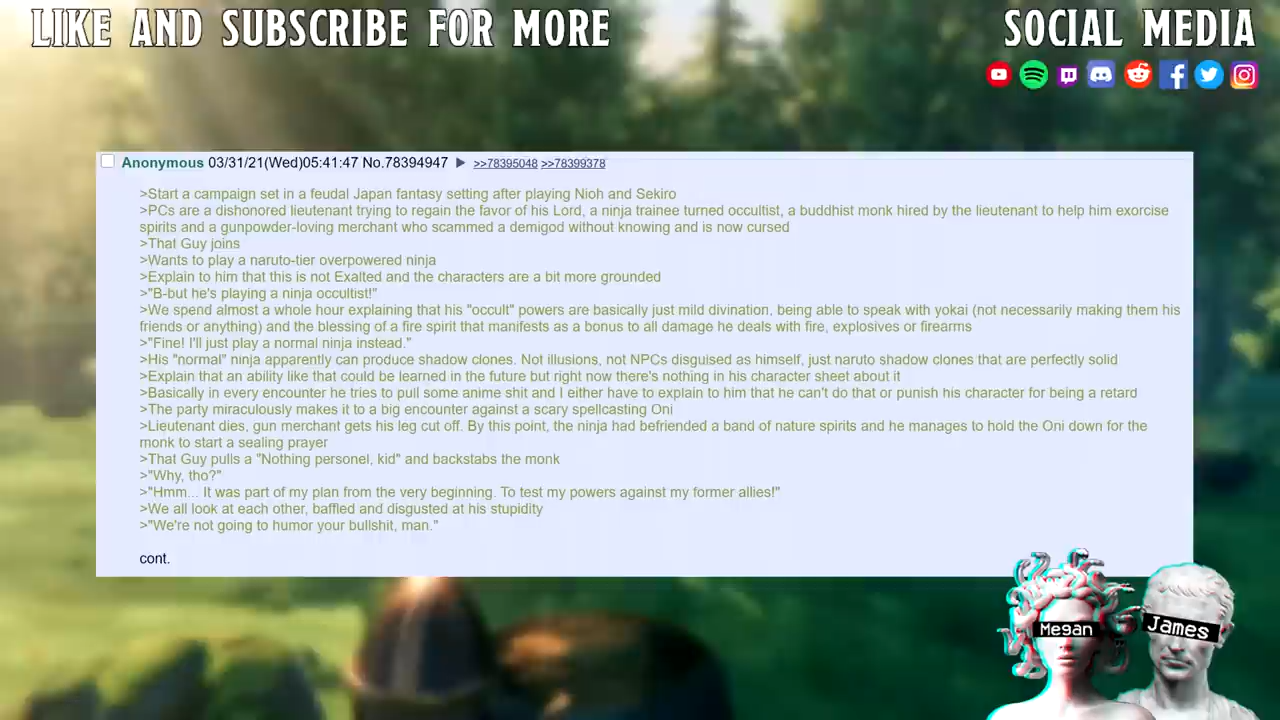 LIKE AND SUBSCRIBE FOR MORE
SOCIAL MEDIA
Anonymous 03/31/21(Wed)05:41:47 No.78394947 ▶ >>78395048 >>78399378
>Start a campaign set in a feudal Japan fantasy setting after playing Nioh and Sekiro
>PCs are a dishonored lieutenant trying to regain the favor of his Lord, a ninja trainee turned occultist, a buddhist monk hired by the lieutenant to help him exorcise
spirits and a gunpowder-loving merchant who scammed a demigod without knowing and is now cursed
>That Guy joins
>Wants to play a naruto-tier overpowered ninja
>Explain to him that this is not Exalted and the characters are a bit more grounded
>"B-but he's playing a ninja occultist!"
>We spend almost a whole hour explaining that his "occult" powers are basically just mild divination, being able to speak with yokai (not necessarily making them his
friends or anything) and the blessing of a fire spirit that manifests as a bonus to all damage he deals with fire, explosives or firearms
>"Fine! I'll just play a normal ninja instead."
>His "normal" ninja apparently can produce shadow clones. Not illusions, not NPCs disguised as himself, just naruto shadow clones that are perfectly solid
>Explain that an ability like that could be learned in the future but right now there's nothing in his character sheet about it
>Basically in every encounter he tries to pull some anime shit and I either have to explain to him that he can't do that or punish his character for being a retard
>The party miraculously makes it to a big encounter against a scary spellcasting Oni
>Lieutenant dies, gun merchant gets his leg cut off. By this point, the ninja had befriended a band of nature spirits and he manages to hold the Oni down for the
monk to start a sealing prayer
>That Guy pulls a "Nothing personel, kid" and backstabs the monk
>"Why, tho?"
>"Hmm... It was part of my plan from the very beginning. To test my powers against my former allies!"
>We all look at each other, baffled and disgusted at his stupidity
>"We're not going to humor your bullshit, man."
cont.
Megan
James